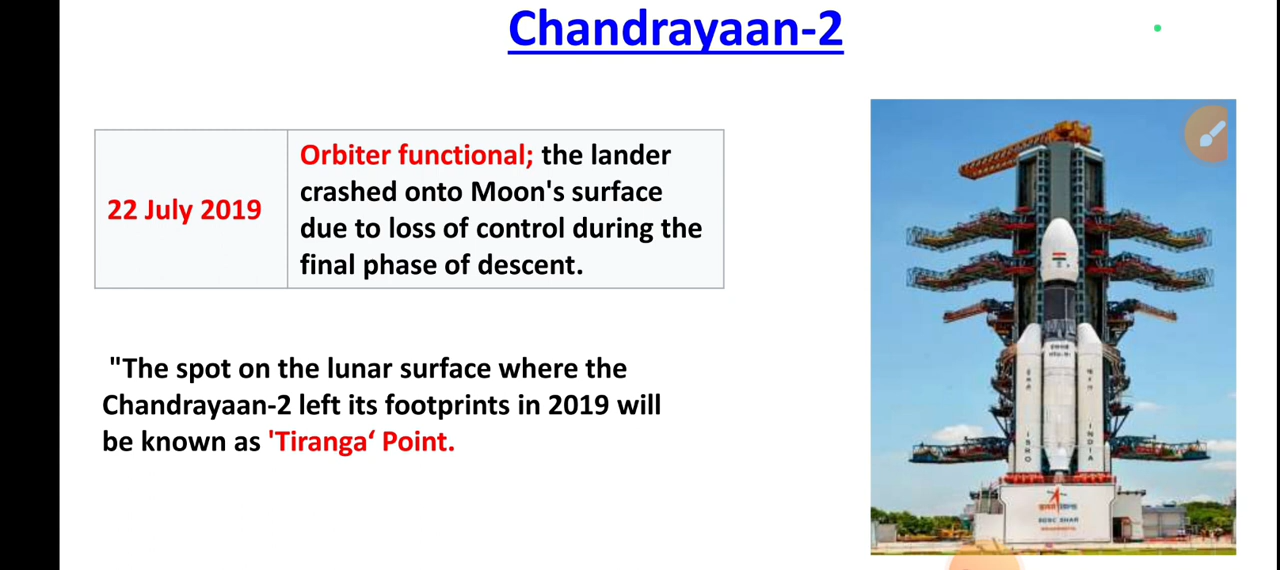 Chandrayaan-2
22 July 2019
Orbiter functional; the lander
crashed onto Moon's surface
due to loss of control during the
final phase of descent.
"The spot on the lunar surface where the
Chandrayaan-2 left its footprints in 2019 will
be known as 'Tiranga‘ Point.
ISRO
INDIA
SDSC SHAR